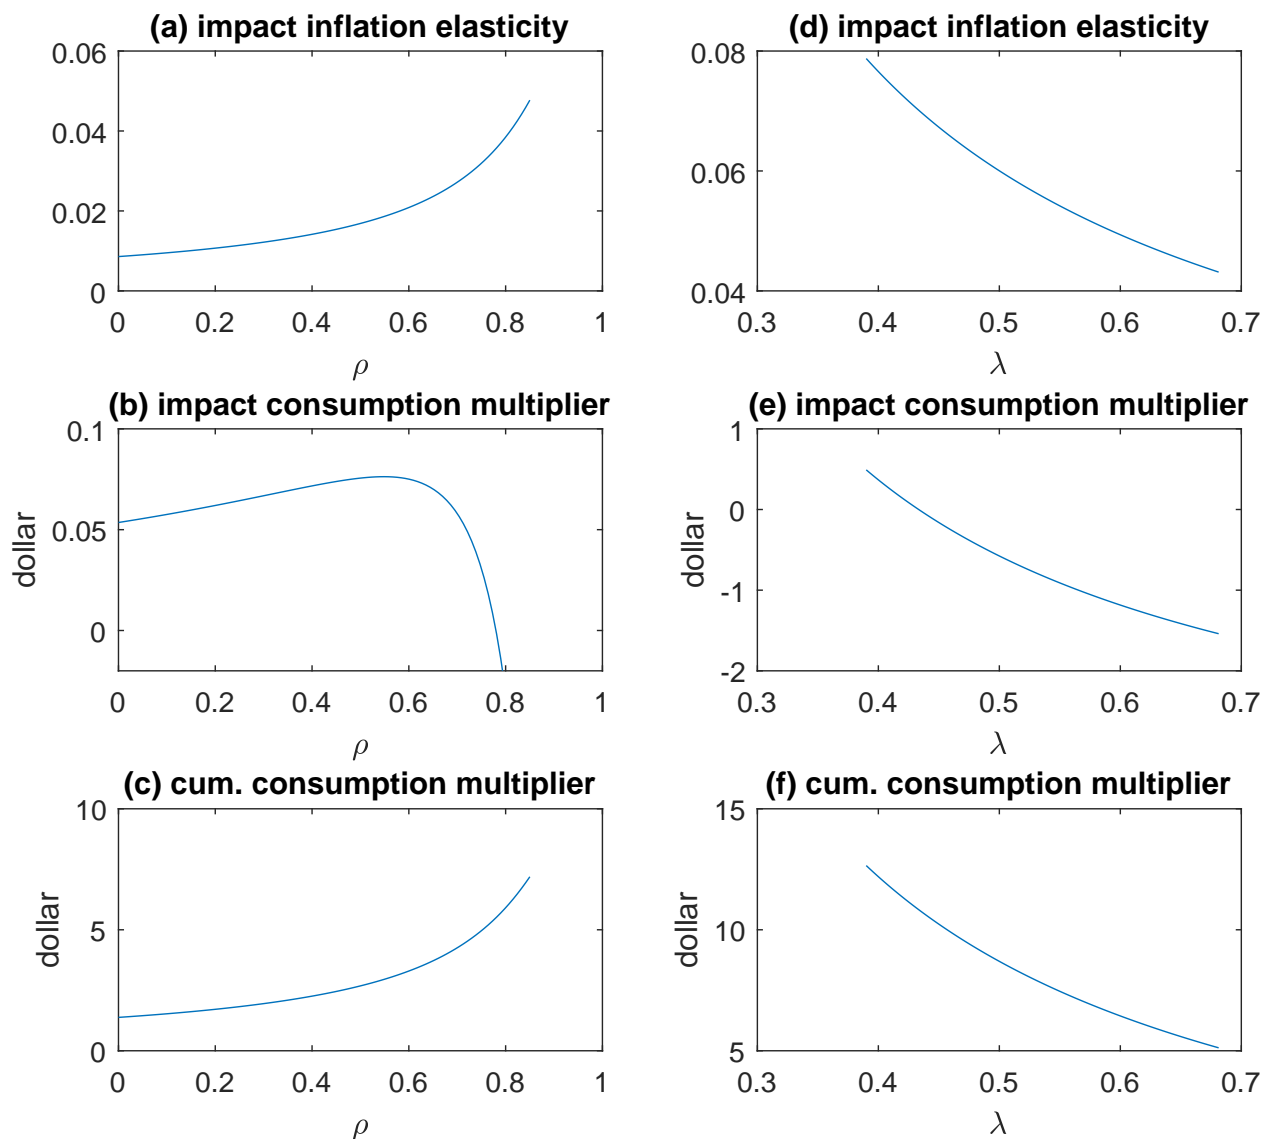 (a) impact inflation elasticity
0.06
0.04
0.02
0
0 0.2 0.4 0.6 0.8 1
ρ
(b) impact consumption multiplier
0.1
0.05
0
dollar
0 0.2 0.4 0.6 0.8 1
ρ
(c) cum. consumption multiplier
10
5
0
dollar
0 0.2 0.4 0.6 0.8 1
ρ
(d) impact inflation elasticity
0.08
0.06
0.04
0.3 0.4 0.5 0.6 0.7
λ
(e) impact consumption multiplier
1
0
-1
-2
dollar
0.3 0.4 0.5 0.6 0.7
λ
(f) cum. consumption multiplier
15
10
5
dollar
0.3 0.4 0.5 0.6 0.7
λ